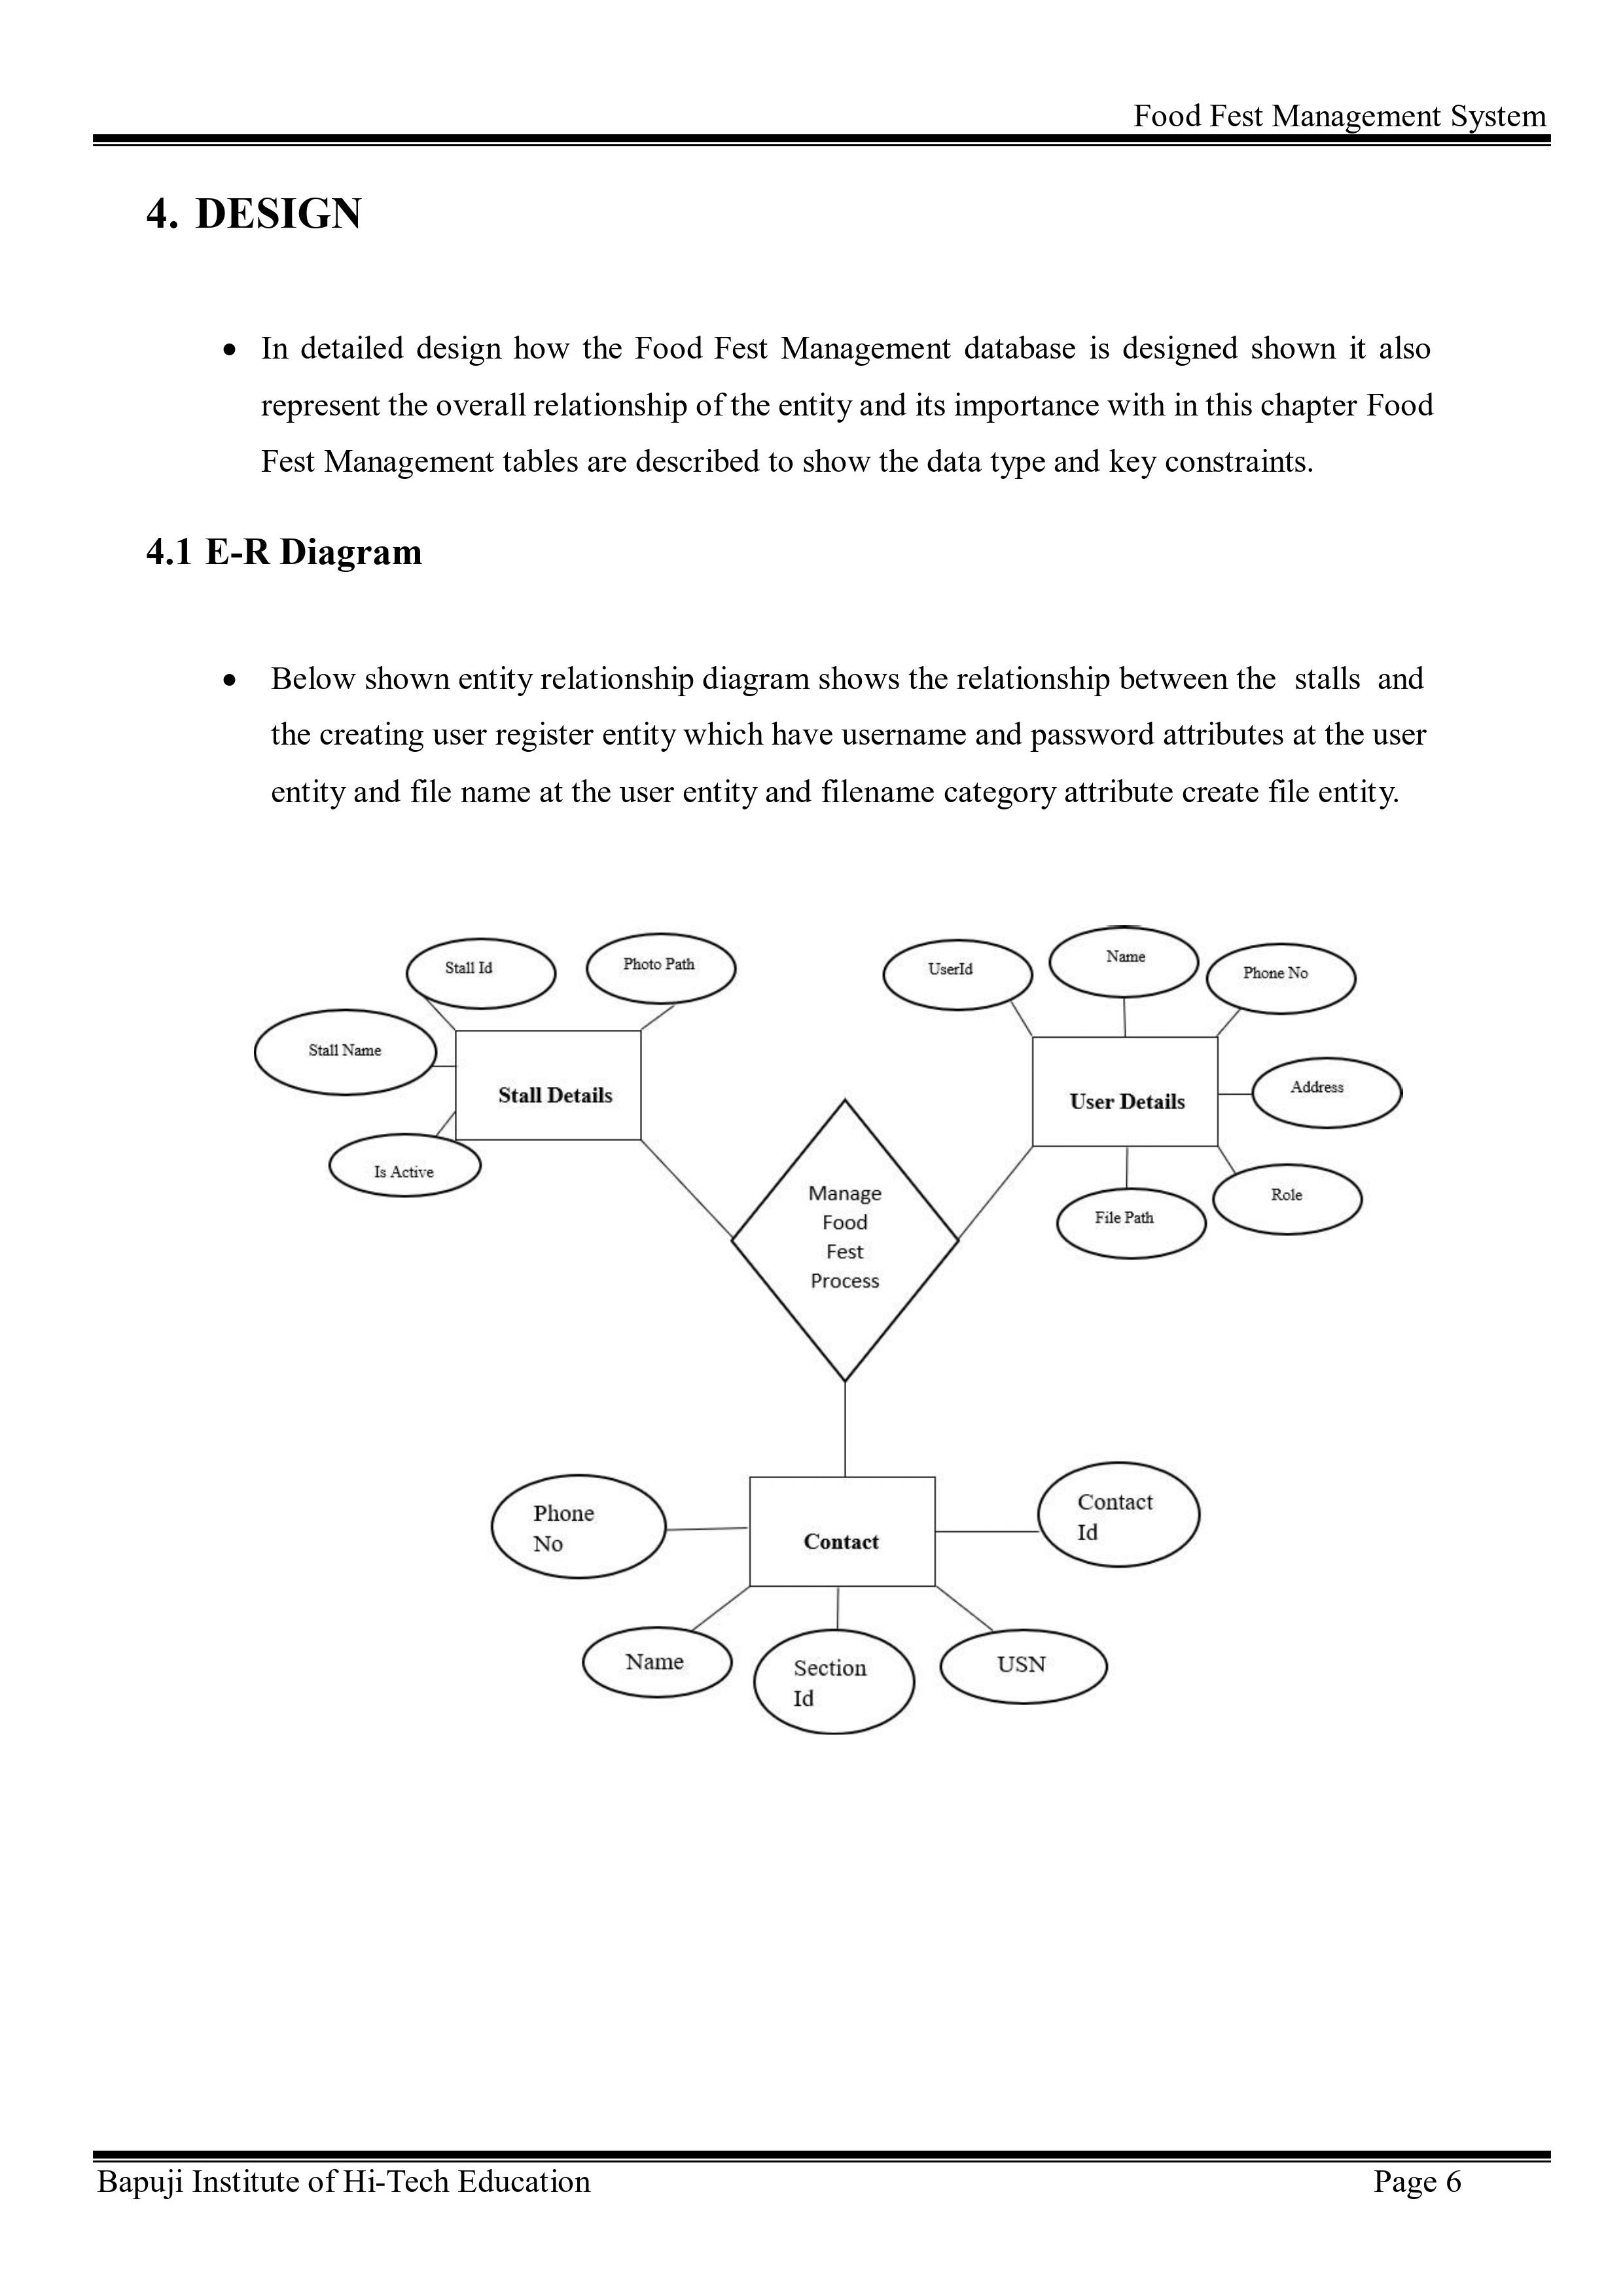 Food Fest Management System
4. DESIGN
• In detailed design how the Food Fest Management database is designed shown it also
represent the overall relationship of the entity and its importance with in this chapter Food
Fest Management tables are described to show the data type and key constraints.
4.1 E-R Diagram
• Below shown entity relationship diagram shows the relationship between the stalls and
the creating user register entity which have username and password attributes at the user
entity and file name at the user entity and filename category attribute create file entity.
Stall Id
Photo Path
Stall Name
Stall Details
Is Active
UserId
Name
Phone No
User Details
Address
Role
File Path
Manage
Food
Fest
Process
Phone
No
Contact
Contact
Id
Name
Section
Id
USN
Bapuji Institute of Hi-Tech Education
Page 6